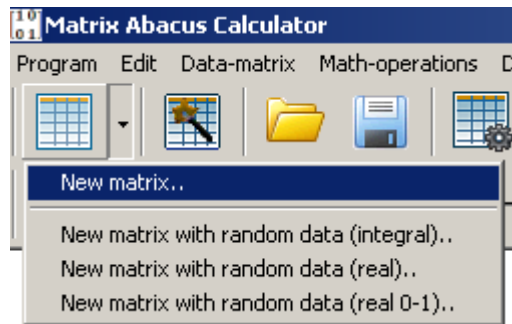 Matrix Abacus Calculator
Program Edit Data-matrix Math-operations
New matrix..
New matrix with random data (integral)..
New matrix with random data (real)..
New matrix with random data (real 0-1)..